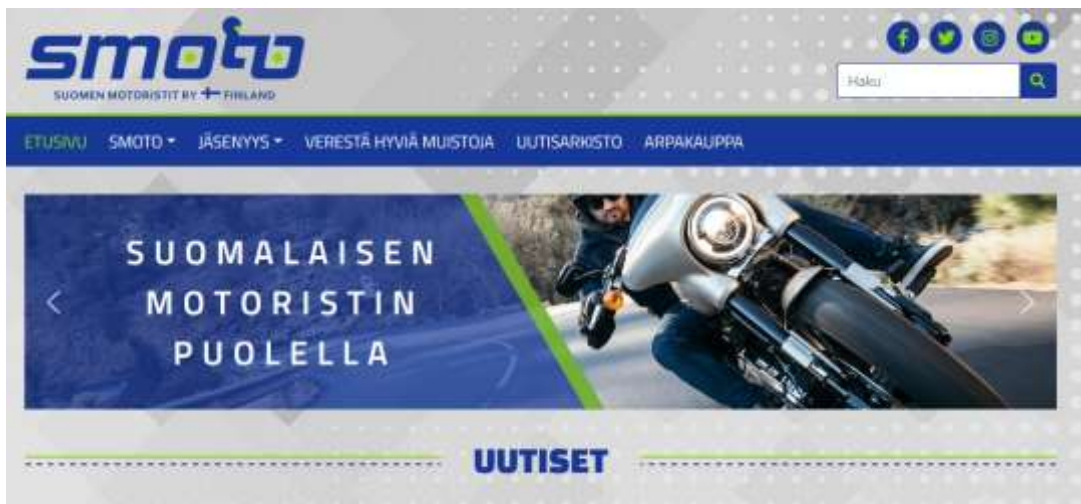 smoto
SUOMEN MOTORISTIT RY FINLAND
Haku
ETUSIVU SMOTO JÄSENYYS VERESTÄ HYVIÄ MUISTOJA UUTISARKISTO ARPAKAUPPA
SUOMALAISEN
MOTORISTIN
PUOLELLA
UUTISET